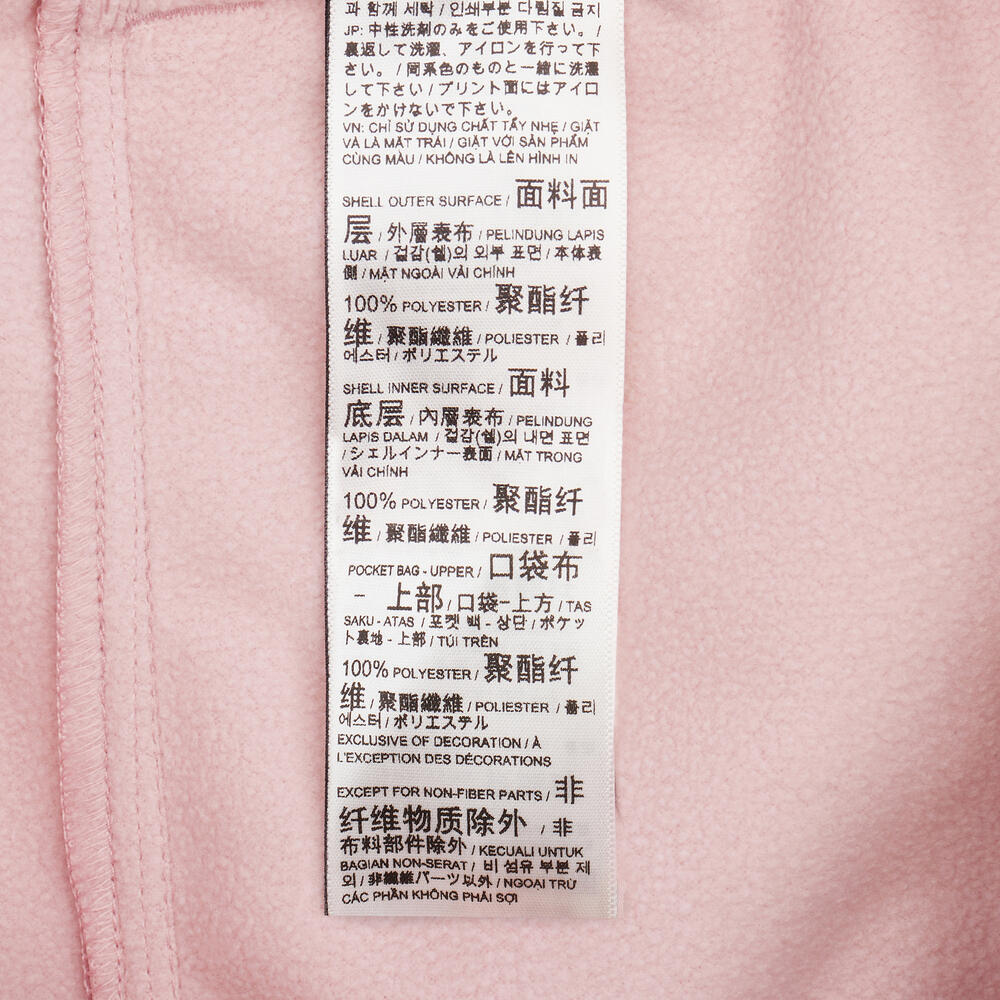 과 함께 세탁 / 인쇄부분 다림질 금지
JP: 中性洗剤のみをご使用下さい。 /
裏返して洗濯、アイロンを行って下
さい。 / 同系色のものと一緒に洗濯
して下さい / プリント面にはアイロ
ンをかけないで下さい。
VN: CHỈ SỬ DỤNG CHẤT TẨY NHẸ / GIẶT
VÀ LÀ MẶT TRÁI / GIẶT VỚI SẢN PHẨM
CÙNG MÀU / KHÔNG LÀ LÊN HÌNH IN
SHELL OUTER SURFACE / 面料面
层 / 外層表布 / PELINDUNG LAPIS
LUAR / 겉감(쉘)의 외부 표면 / 本体表
側 / MẶT NGOÀI VẢI CHÍNH
100% POLYESTER / 聚酯纤
维 / 聚酯纖維 / POLIESTER / 폴리
에스터 / ポリエステル
SHELL INNER SURFACE / 面料
底层 / 內層表布 / PELINDUNG
LAPIS DALAM / 겉감(쉘)의 내면 표면
/ シェルインナー表面 / MẶT TRONG
VẢI CHÍNH
100% POLYESTER / 聚酯纤
维 / 聚酯纖維 / POLIESTER / 폴리
POCKET BAG - UPPER / 口袋布
- 上部 / 口袋-上方 / TAS
SAKU - ATAS / 포켓 백 - 상단 / ポケッ
ト裏地 - 上部 / TÚI TRÊN
100% POLYESTER / 聚酯纤
维 / 聚酯纖維 / POLIESTER / 폴리
에스터 / ポリエステル
EXCLUSIVE OF DECORATION / À
L'EXCEPTION DES DÉCORATIONS
EXCEPT FOR NON-FIBER PARTS / 非
纤维物质除外 / 非
布料部件除外 / KECUALI UNTUK
BAGIAN NON-SERAT / 비 섬유 부분 제
외 / 非繊維パーツ以外 / NGOẠI TRỪ
CÁC PHẦN KHÔNG PHẢI SỢI